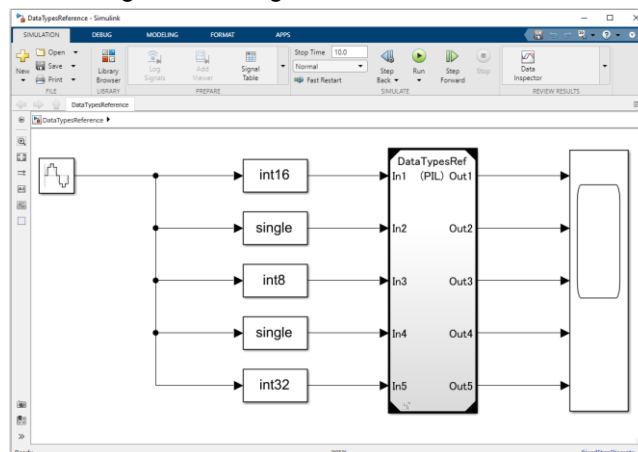 DataTypesReference - Simulink
SIMULATION DEBUG MODELING FORMAT APPS
New
Open
Save
Print
FILE
Library Browser
LIBRARY
Log Signals
Add Viewer
Signal Table
PREPARE
Stop Time 10.0
Normal
Fast Restart
Step Back
Run
Step Forward
Stop
SIMULATE
Data Inspector
REVIEW RESULTS
DataTypesReference
DataTypesReference
int16
single
int8
single
int32
DataTypesRef
(PIL)
In1 Out1
In2 Out2
In3 Out3
In4 Out4
In5 Out5